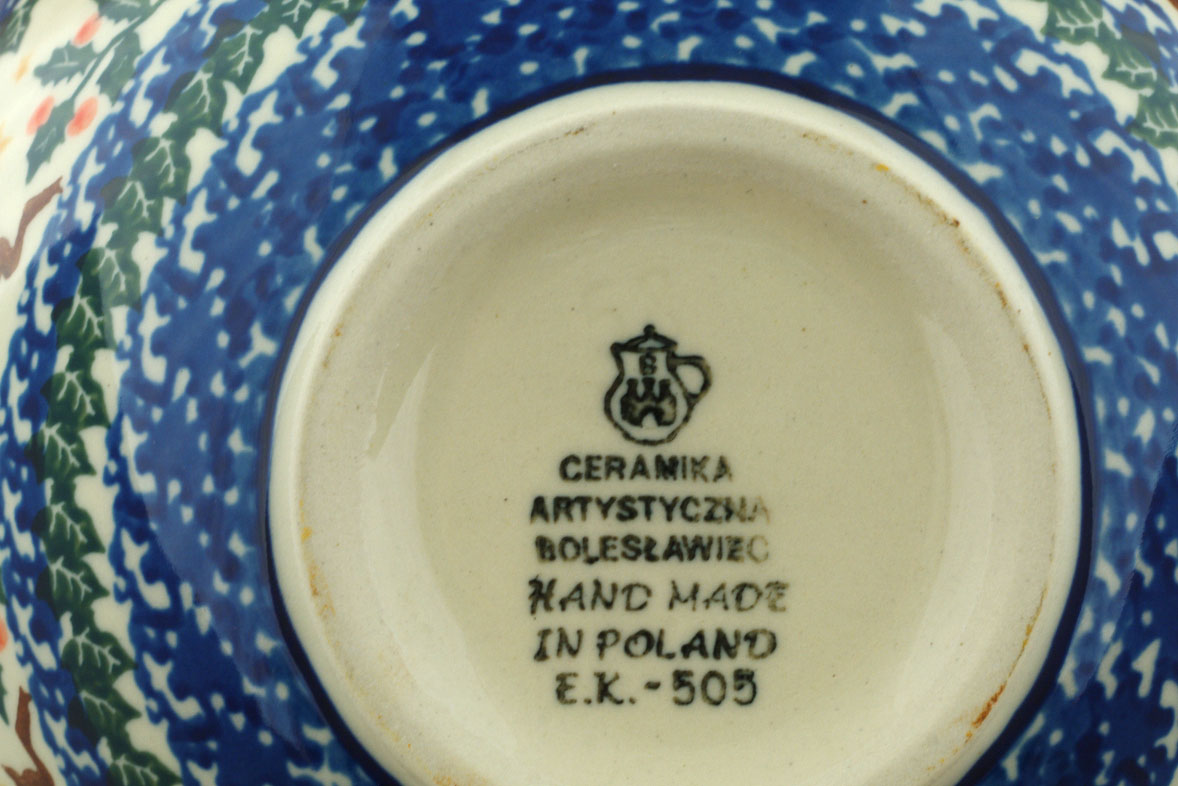 B
CERAMIKA
ARTYSTYCZNA
BOLESŁAWIEC
HAND MADE
IN POLAND
E.K.-505